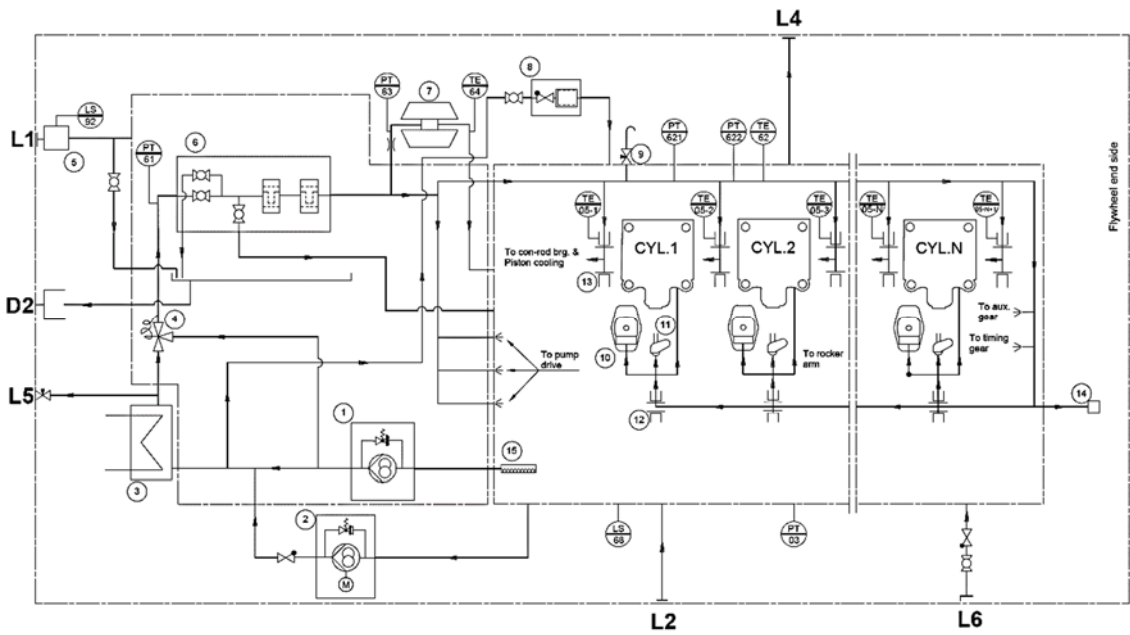 L4
8
PT
63
7
TE
64
LS
92
L1
5
PT
61
6
9
PT
621
PT
622
TE
62
Flywheel end side
TE
05-1
TE
05-2
TE
05-3
TE
05-N
TE
CYL.1
CYL.2
CYL.N
To con-rod brg. &
Piston cooling
13
D2
4
11
10
To aux.
gear
To timing
gear
To pump
drive
To rocker
arm
L5
14
12
1
15
3
2
M
LS
68
PT
03
L2
L6